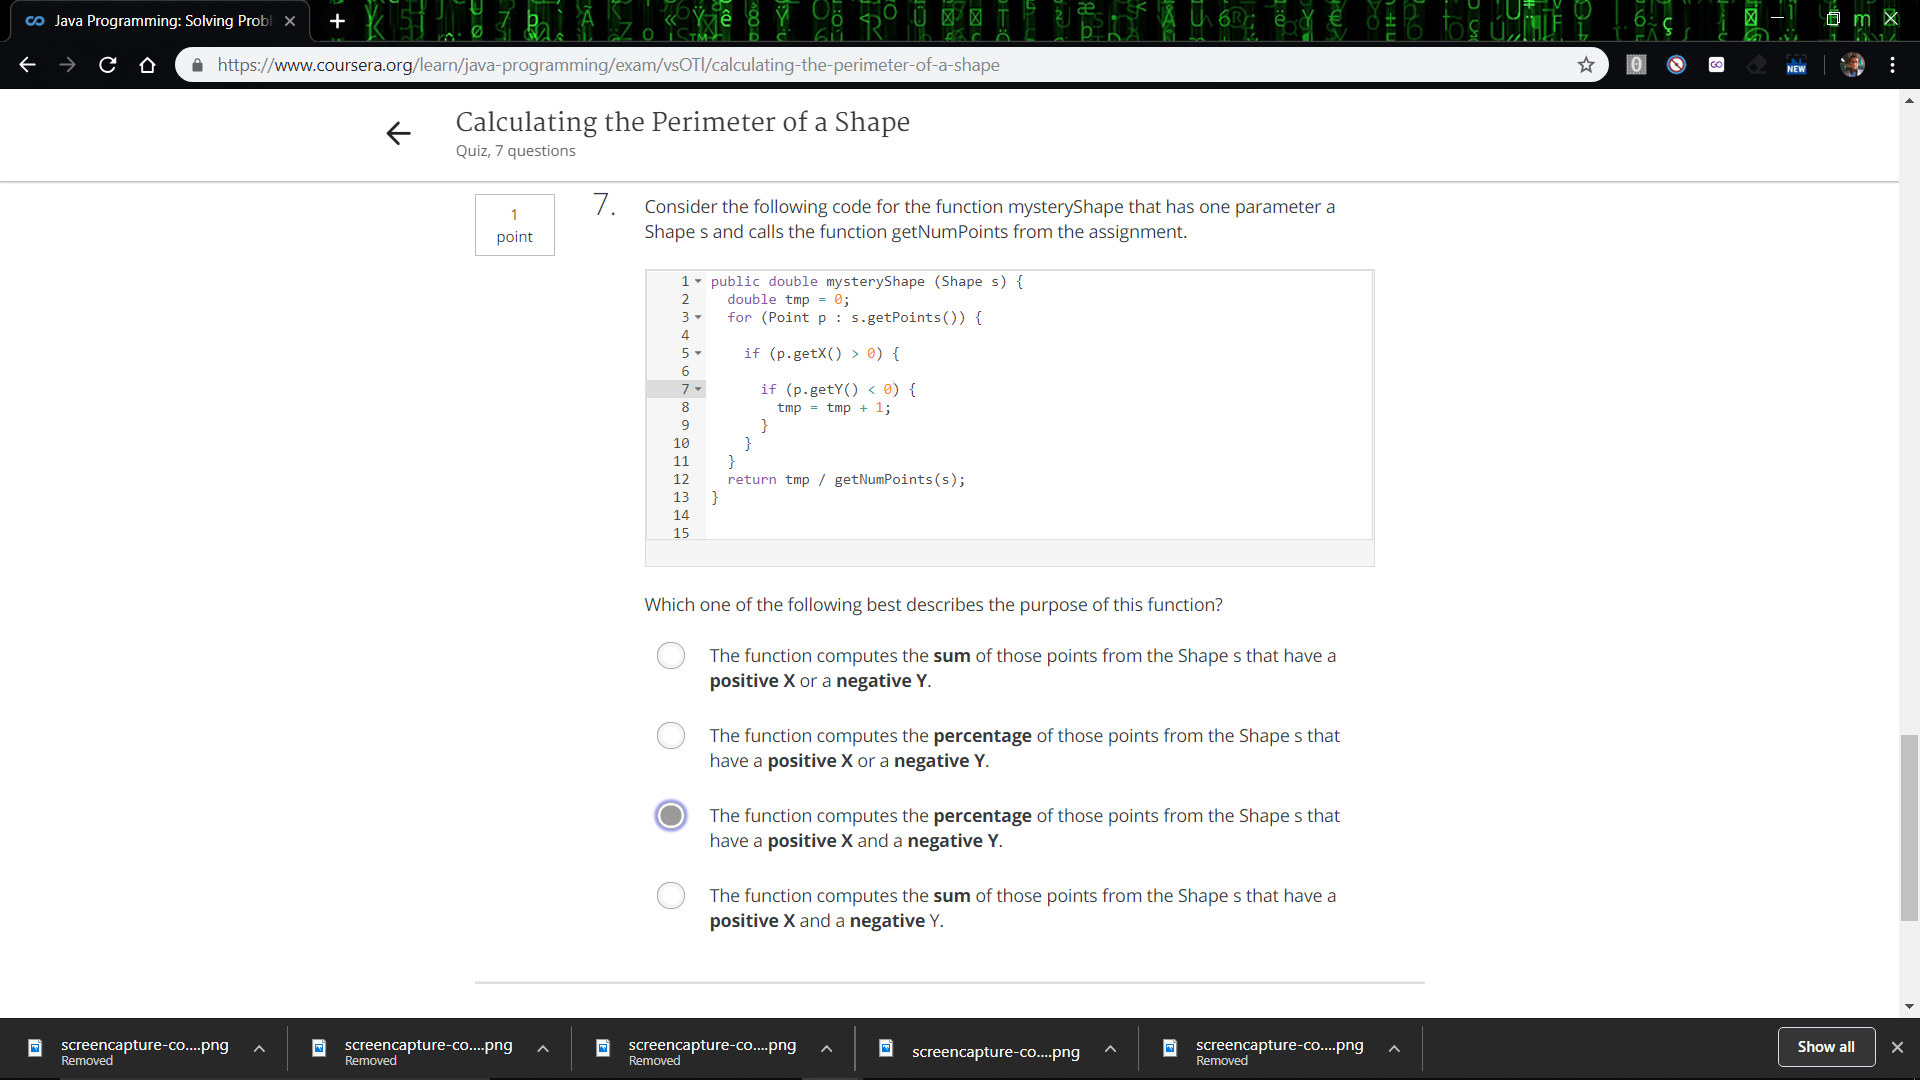 Java Programming: Solving Probl
https://www.coursera.org/learn/java-programming/exam/vsOTl/calculating-the-perimeter-of-a-shape
NEW
Calculating the Perimeter of a Shape
Quiz, 7 questions
1
point
7.
Consider the following code for the function mysteryShape that has one parameter a
Shape s and calls the function getNumPoints from the assignment.
1 public double mysteryShape (Shape s) {
2 double tmp = 0;
3 for (Point p : s.getPoints()) {
4
5 if (p.getX() > 0) {
6
7 if (p.getY() < 0) {
8 tmp = tmp + 1;
9 }
10 }
11 }
12 return tmp / getNumPoints(s);
13 }
14
15
Which one of the following best describes the purpose of this function?
The function computes the sum of those points from the Shape s that have a
positive X or a negative Y.
The function computes the percentage of those points from the Shape s that
have a positive X or a negative Y.
The function computes the percentage of those points from the Shape s that
have a positive X and a negative Y.
The function computes the sum of those points from the Shape s that have a
positive X and a negative Y.
screencapture-co....png
Removed
screencapture-co....png
Removed
screencapture-co....png
Removed
screencapture-co....png
screencapture-co....png
Removed
Show all